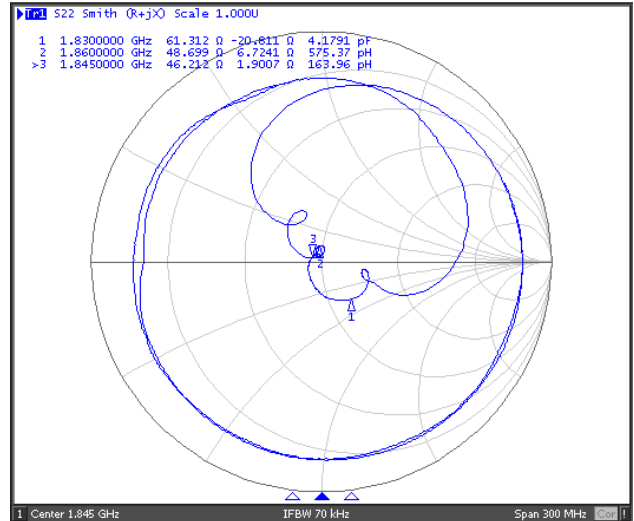 Tr1 S22 Smith (R+jX) Scale 1.000U
1 1.8300000 GHz 61.312 Ω -20.811 Ω 4.1791 pF
2 1.8600000 GHz 48.699 Ω 6.7241 Ω 575.37 pH
>3 1.8450000 GHz 46.212 Ω 1.9007 Ω 163.96 pH
3
2
1
1 Center 1.845 GHz IFBW 70 kHz Span 300 MHz Cor !